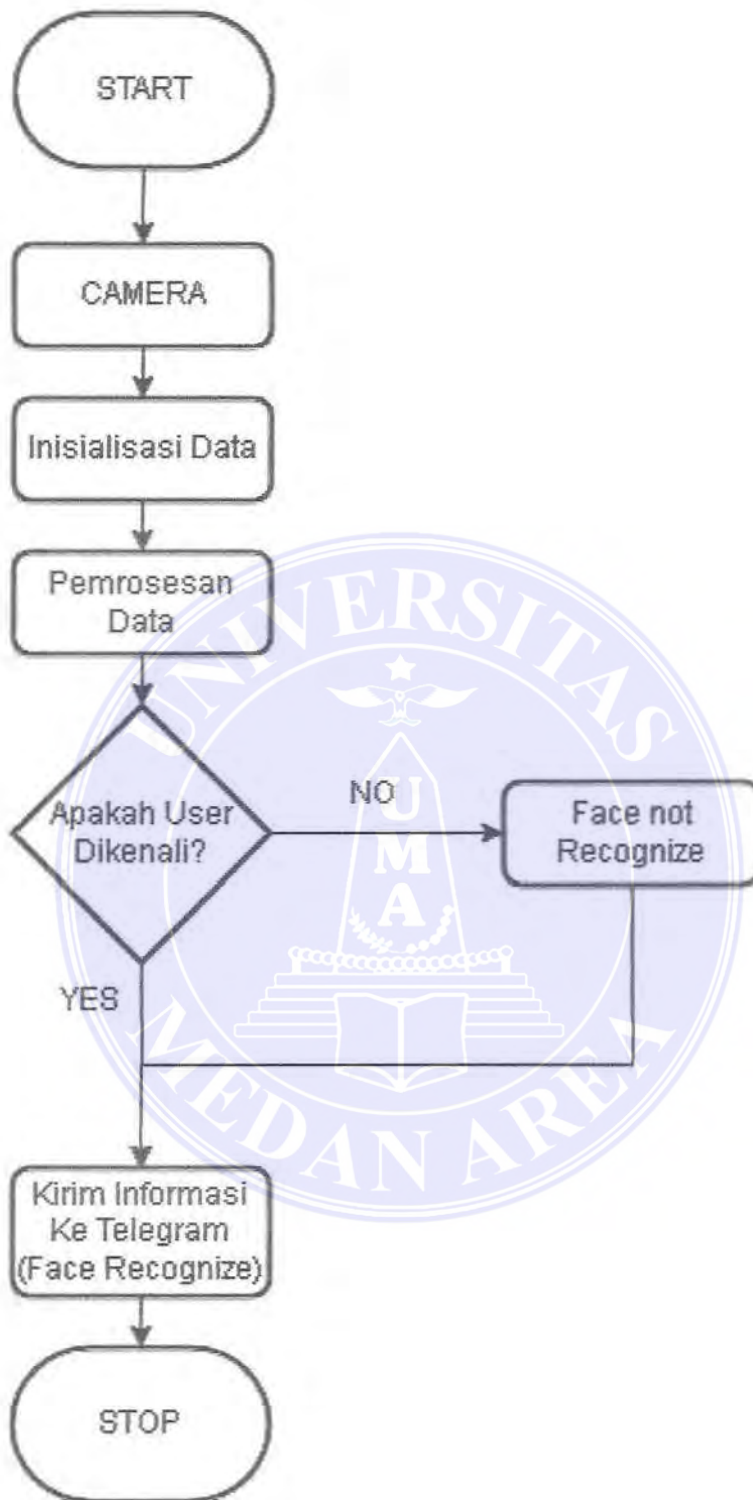 START
CAMERA
Inisialisasi Data
Pemrosesan
Data
Apakah User
Dikenali?
NO
Face not
Recognize
YES
Kirim Informasi
Ke Telegram
(Face Recognize)
STOP
UNIVERSITAS
UMA
MEDAN AREA